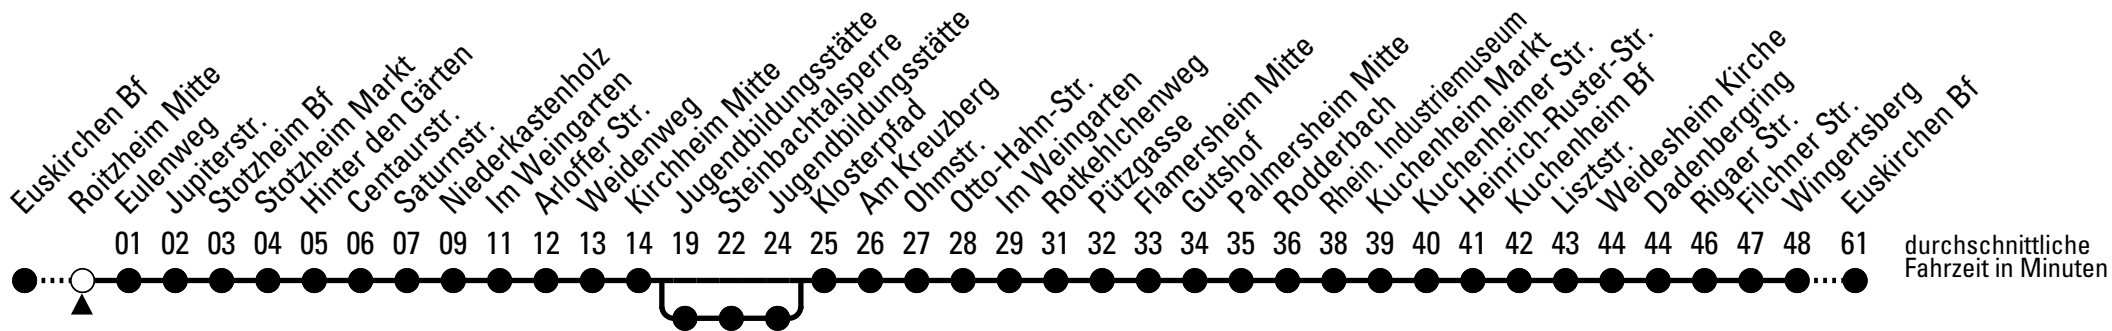 Euskirchen Bf
Roitzheim Mitte
Eulenweg
Jupiterstr.
Stotzheim Bf
Stotzheim Markt
Hinter den Gärten
Centaurstr.
Saturnstr.
Niederkastenholz
Im Weingarten
Arloffer Str.
Weidenweg
Kirchheim Mitte
Jugendbildungsstätte
Steinbachtalsperre
Jugendbildungsstätte
Klosterpfad
Am Kreuzberg
Ohmstr.
Otto-Hahn-Str.
Im Weingarten
Rotkehlchenweg
Pützgasse
Flamersheim Mitte
Gutshof
Palmersheim Mitte
Rodderbach
Rhein. Industriemuseum
Kuchenheim Markt
Kuchenheimer Str.
Heinrich-Ruster-Str.
Kuchenheim Bf
Lisztstr.
Weidesheim Kirche
Dadenbergring
Rigaer Str.
Filchner Str.
Wingertsberg
Euskirchen Bf
01 02 03 04 05 06 07 09 11 12 13 14 19 22 24 25 26 27 28 29 31 32 33 34 35 36 38 39 40 41 42 43 44 44 46 47 48 61
durchschnittliche
Fahrzeit in Minuten